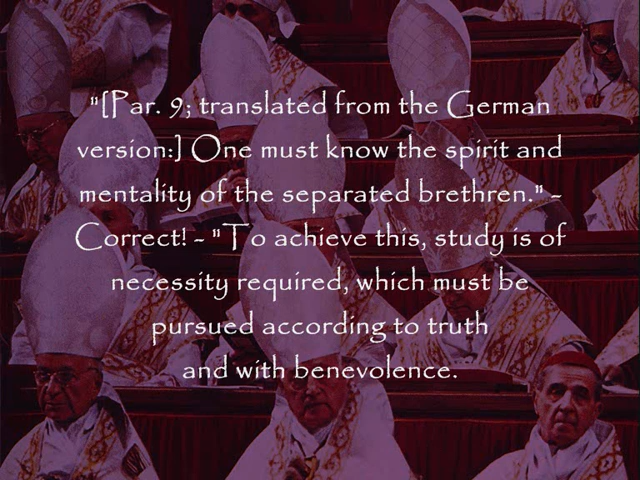 "[Par. 9; translated from the German
version:] One must know the spirit and
mentality of the separated brethren." –
Correct! – "To achieve this, study is of
necessity required, which must be
pursued according to truth
and with benevolence.